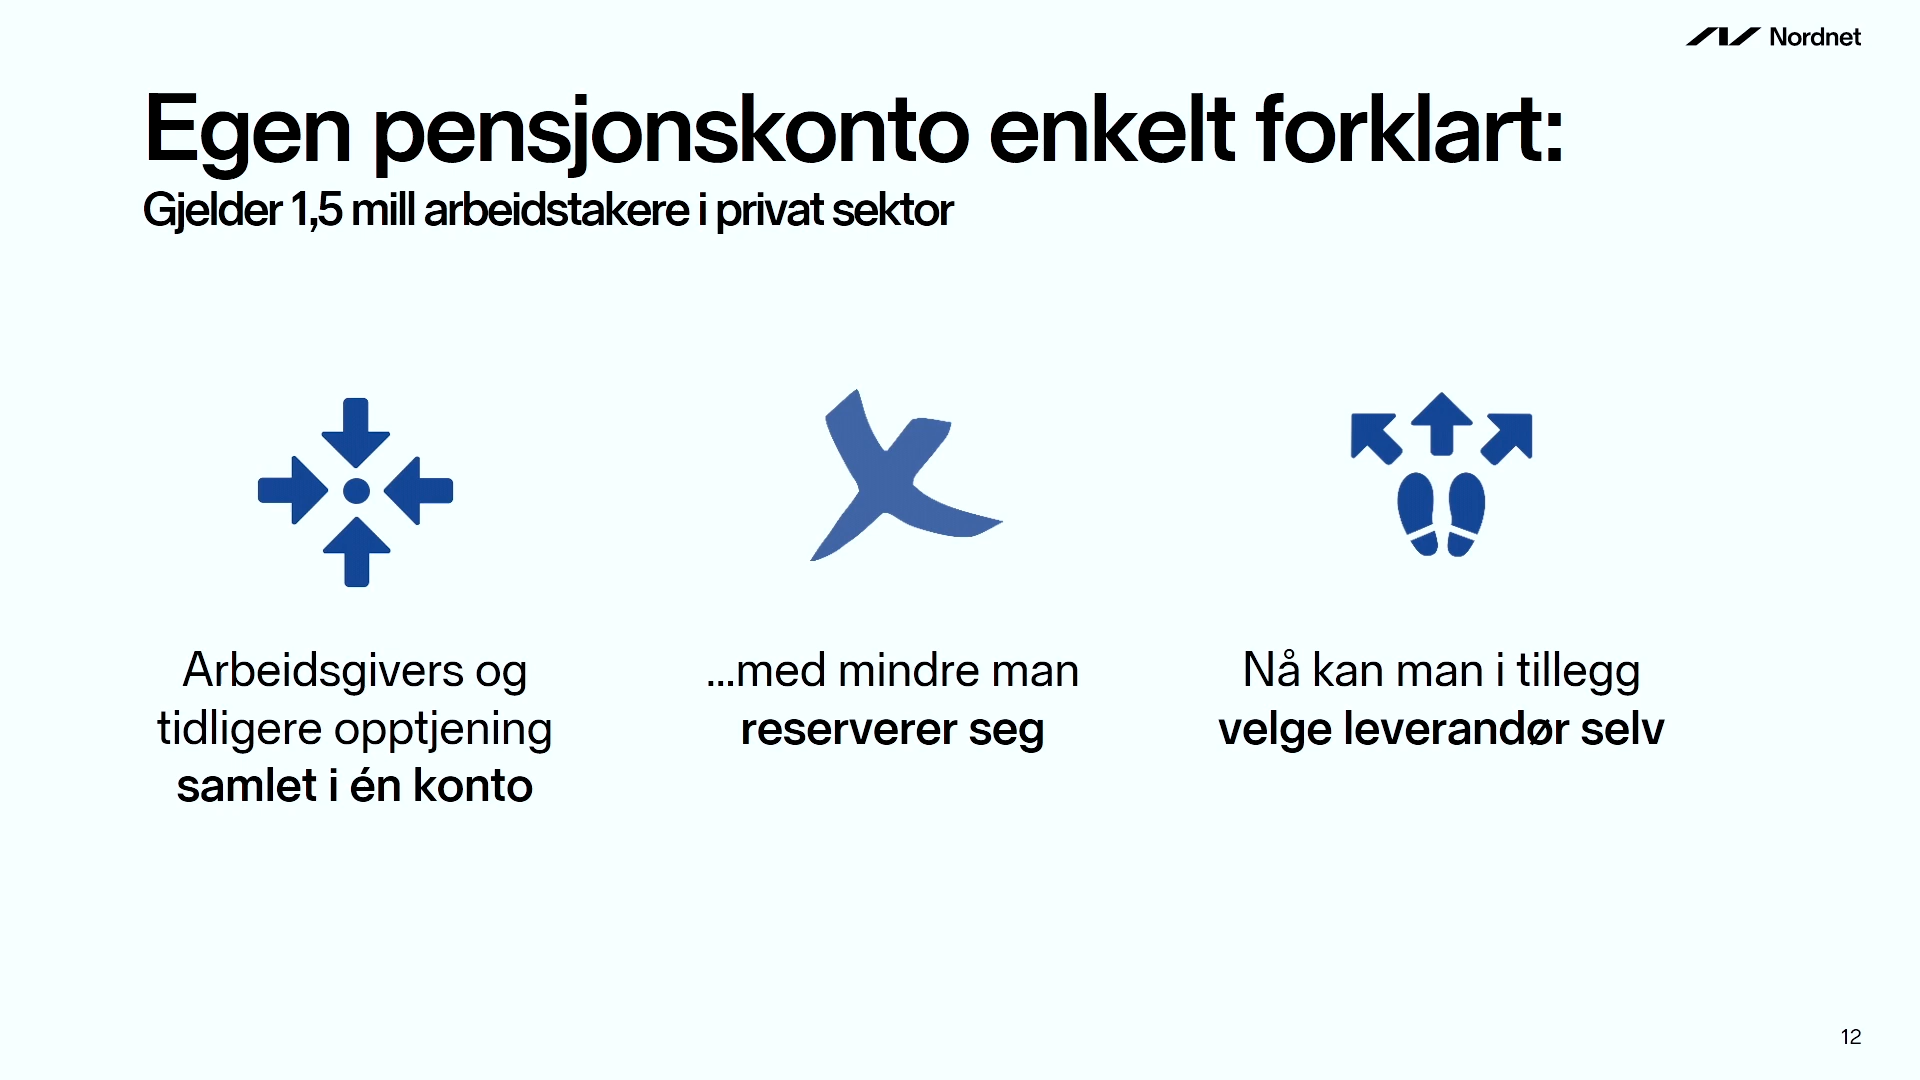 Nordnet
Egen pensjonskonto enkelt forklart:
Gjelder 1,5 mill arbeidstakere i privat sektor
Arbeidsgivers og
tidligere opptjening
samlet i én konto
...med mindre man
reserverer seg
Nå kan man i tillegg
velge leverandør selv
12